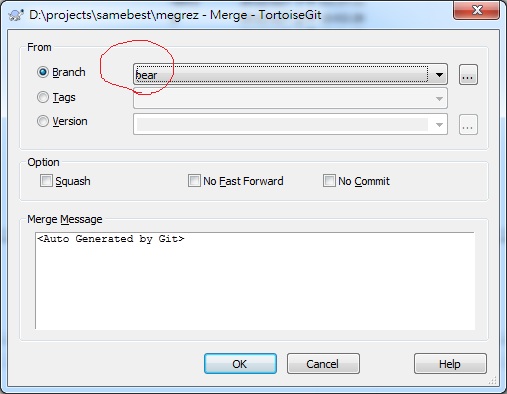 D:\projects\samebest\megrez - Merge - TortoiseGit
From
Branch
bear
...
Tags
Version
...
Option
Squash
No Fast Forward
No Commit
Merge Message
<Auto Generated by Git>
OK
Cancel
Help